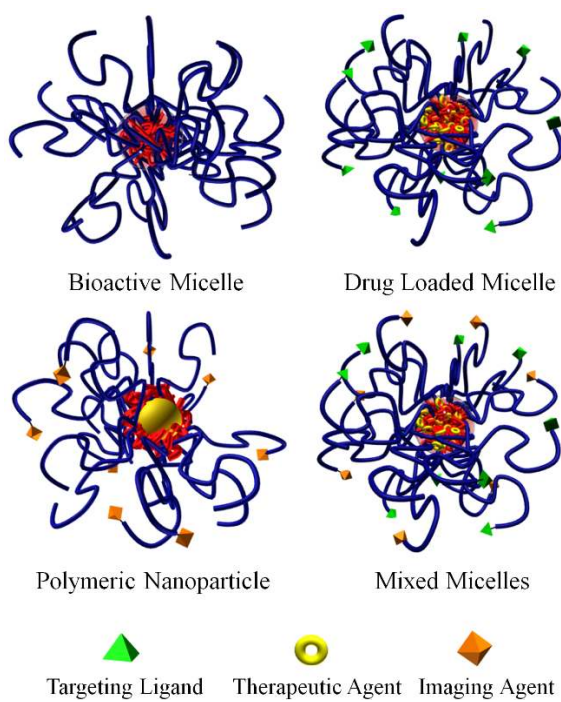 Bioactive Micelle
Drug Loaded Micelle
Polymeric Nanoparticle
Mixed Micelles
Targeting Ligand
Therapeutic Agent
Imaging Agent